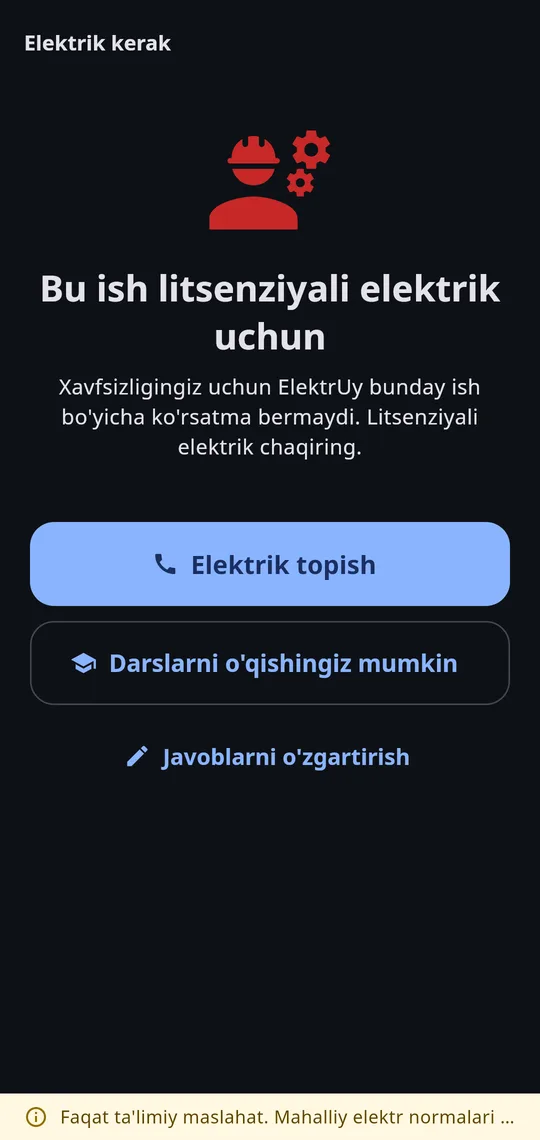 Elektrik kerak
Bu ish litsenziyali elektrik
uchun
Xavfsizligingiz uchun ElektrUy bunday ish
bo'yicha ko'rsatma bermaydi. Litsenziyali
elektrik chaqiring.
Elektrik topish
Darslarni o'qishingiz mumkin
Javoblarni o'zgartirish
Faqat ta'limiy maslahat. Mahalliy elektr normalari ...